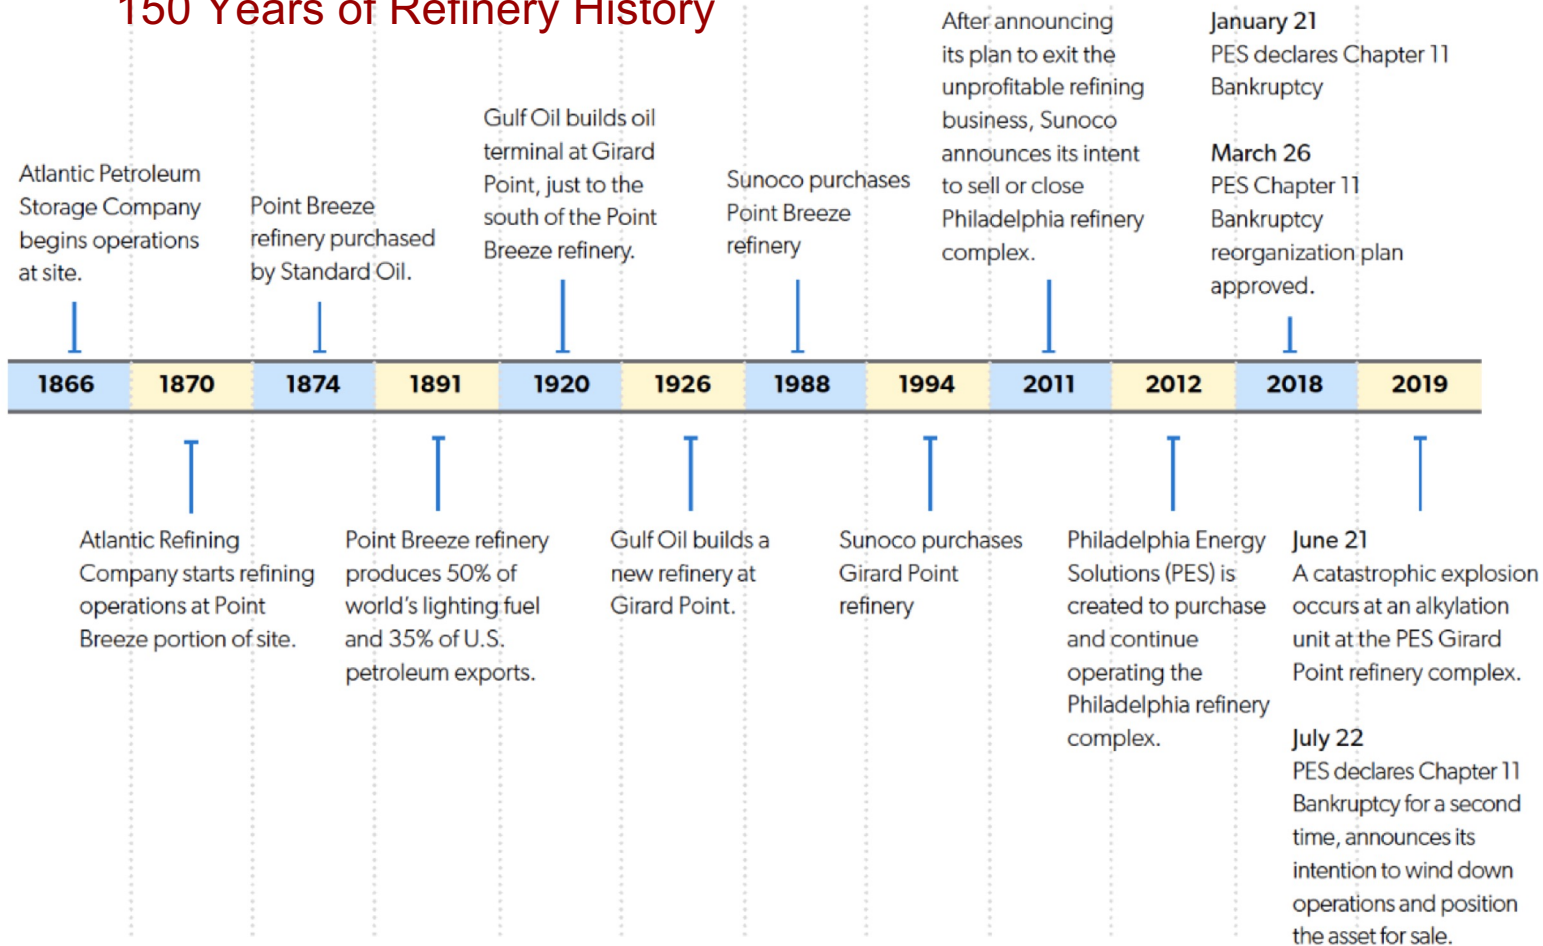 150 Years of Refinery History
Atlantic Petroleum
Storage Company
begins operations
at site.
Point Breeze
refinery purchased
by Standard Oil.
Gulf Oil builds oil
terminal at Girard
Point, just to the
south of the Point
Breeze refinery.
Sunoco purchases
Point Breeze
refinery
After announcing
its plan to exit the
unprofitable refining
business, Sunoco
announces its intent
to sell or close
Philadelphia refinery
complex.
January 21
PES declares Chapter 11
Bankruptcy
March 26
PES Chapter 11
Bankruptcy
reorganization plan
approved.
1866 1870 1874 1891 1920 1926 1988 1994 2011 2012 2018 2019
Atlantic Refining
Company starts refining
operations at Point
Breeze portion of site.
Point Breeze refinery
produces 50% of
world's lighting fuel
and 35% of U.S.
petroleum exports.
Gulf Oil builds a
new refinery at
Girard Point.
Sunoco purchases
Girard Point
refinery
Philadelphia Energy
Solutions (PES) is
created to purchase
and continue
operating the
Philadelphia refinery
complex.
June 21
A catastrophic explosion
occurs at an alkylation
unit at the PES Girard
Point refinery complex.
July 22
PES declares Chapter 11
Bankruptcy for a second
time, announces its
intention to wind down
operations and position
the asset for sale.